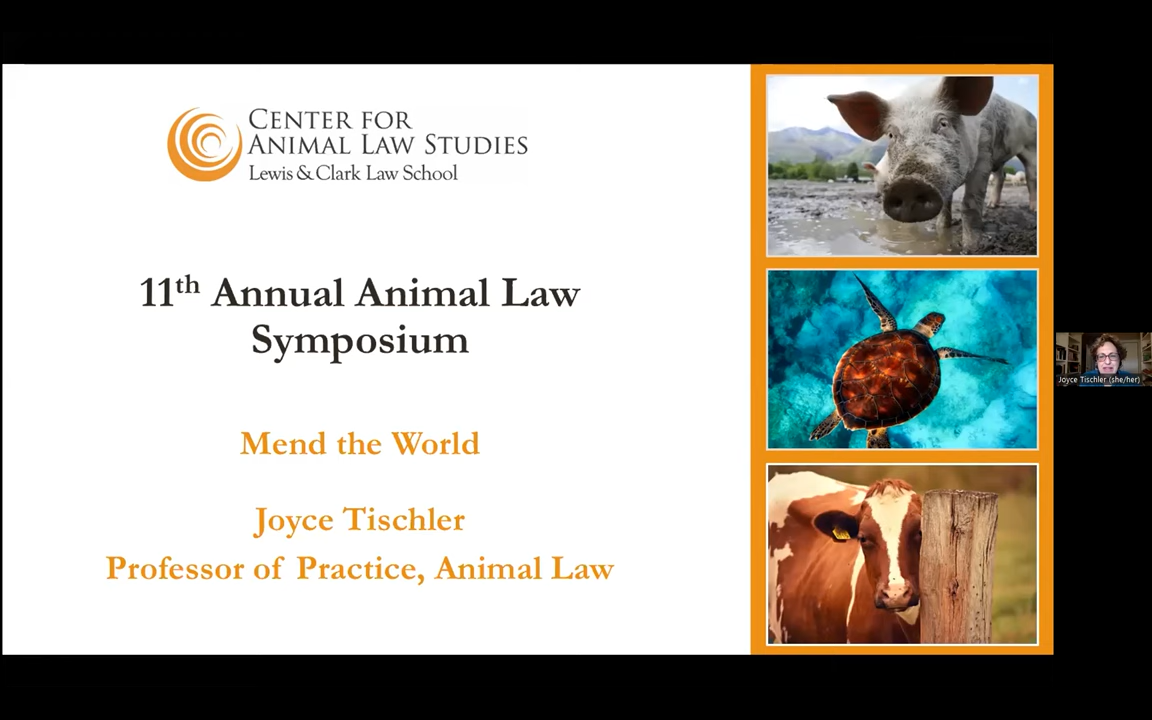 CENTER FOR
ANIMAL LAW STUDIES
Lewis & Clark Law School
11th Annual Animal Law
Symposium
Mend the World
Joyce Tischler
Professor of Practice, Animal Law
Joyce Tischler (she/her)